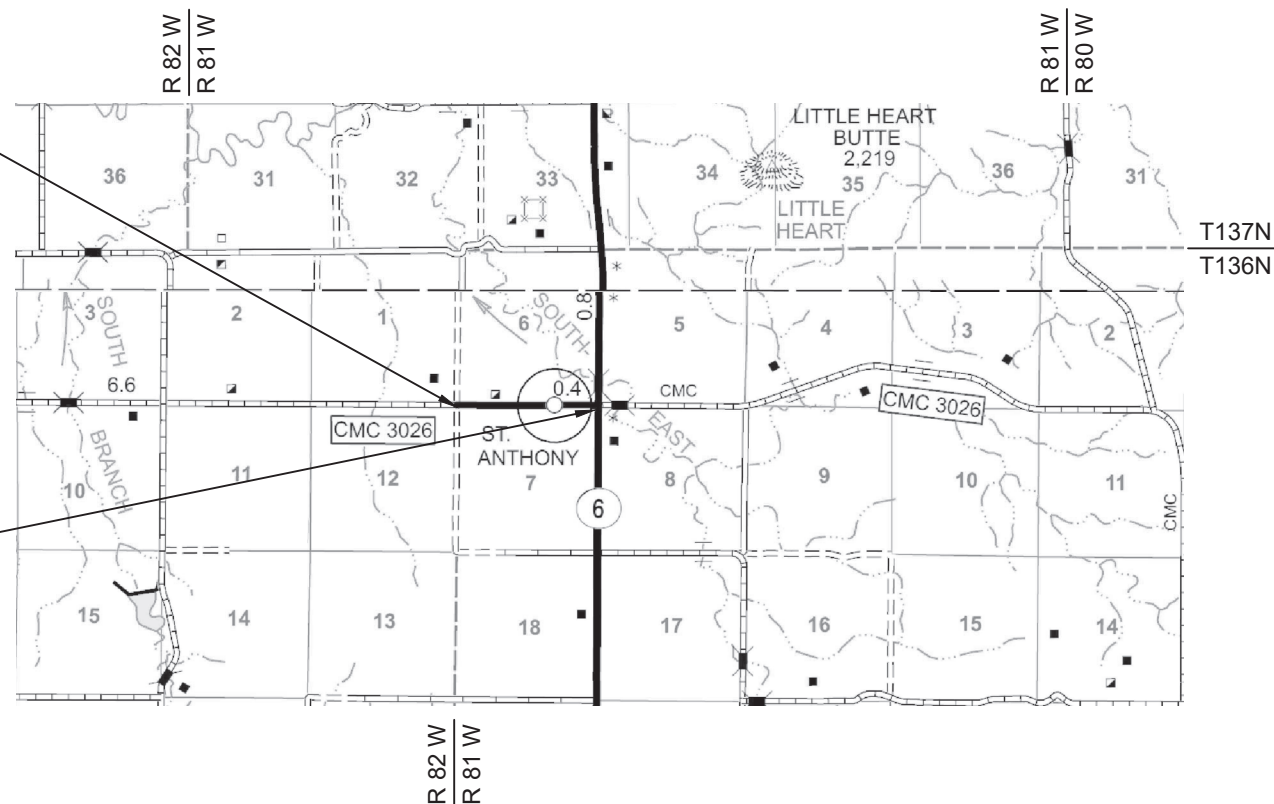 R 82 W
R 81 W
R 81 W
R 80 W
LITTLE HEART
BUTTE
2,219
36
31
32
33
34
35
36
31
LITTLE
HEART
T137N
T136N
3
2
1
6
5
4
3
2
SOUTH
0.8
SOUTH-
6.6
0.4
CMC
CMC 3026
CMC 3026
ST.
ANTHONY
EAST
BRANCH
10
11
12
7
8
9
10
11
CMC
6
15
14
13
18
17
16
15
14
R 82 W
R 81 W